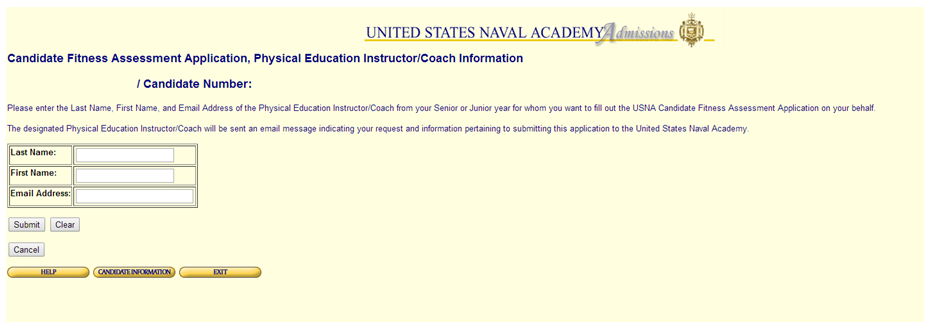 UNITED STATES NAVAL ACADEMY Admissions
Candidate Fitness Assessment Application, Physical Education Instructor/Coach Information
/ Candidate Number:
Please enter the Last Name, First Name, and Email Address of the Physical Education Instructor/Coach from your Senior or Junior year for whom you want to fill out the USNA Candidate Fitness Assessment Application on your behalf.
The designated Physical Education Instructor/Coach will be sent an email message indicating your request and information pertaining to submitting this application to the United States Naval Academy.
Last Name:
First Name:
Email Address:
Submit Clear
Cancel
HELP CANDIDATE INFORMATION EXIT